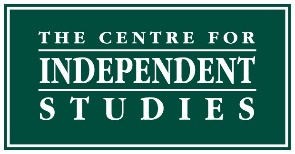 THE CENTRE FOR
INDEPENDENT
STUDIES